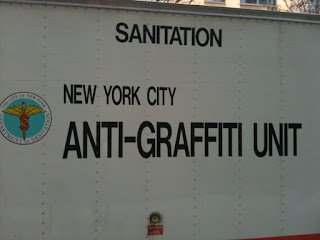 SANITATION
NEW YORK CITY
ANTI-GRAFFITI UNIT